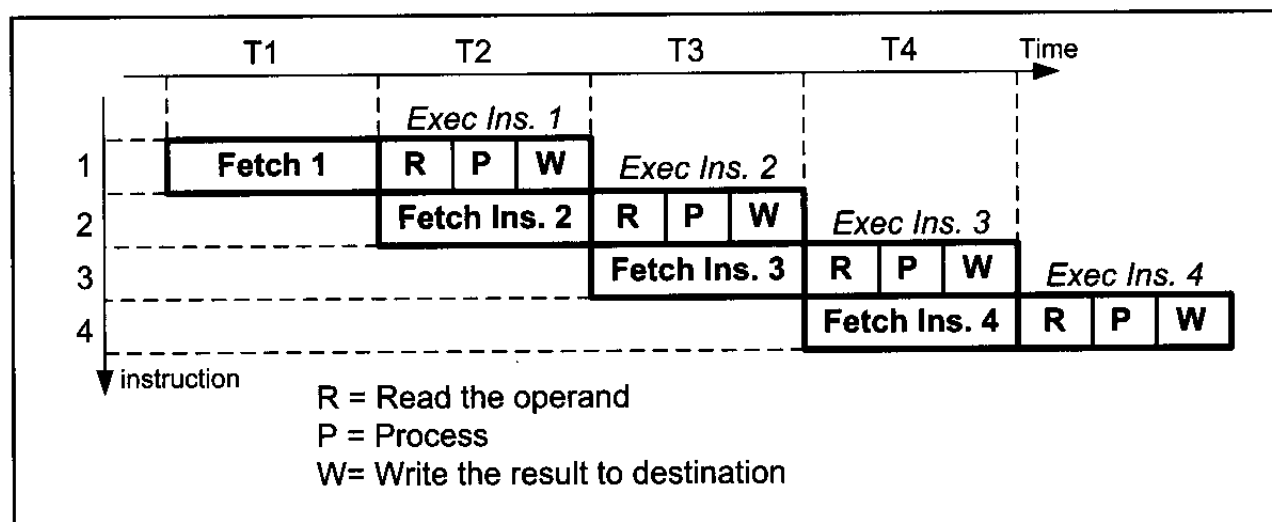 T1 T2 T3 T4 Time
Exec Ins. 1
1 Fetch 1 R P W Exec Ins. 2
2 Fetch Ins. 2 R P W Exec Ins. 3
3 Fetch Ins. 3 R P W Exec Ins. 4
4 Fetch Ins. 4 R P W
instruction
R = Read the operand
P = Process
W= Write the result to destination